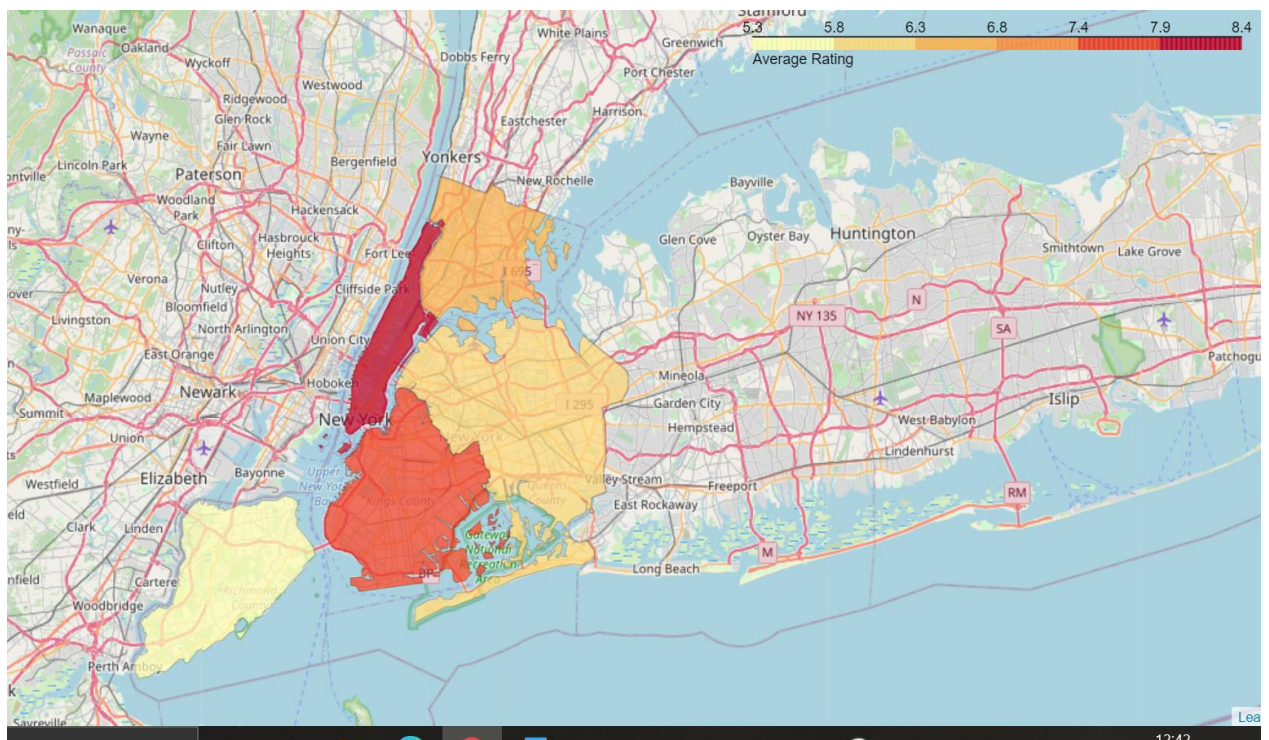 Stamford
Wanaque
Oakland
Passaic
County
Wyckoff
White Plains
Dobbs Ferry
Greenwich
5.3 5.8 6.3 6.8 7.4 7.9 8.4
Average Rating
Port Chester
Westwood
Ridgewood
Glen Rock
Harrison
Eastchester
Wayne
Fair Lawn
Lincoln Park
Bergenfield
Yonkers
Paterson
New Rochelle
Bayville
Woodland
Park
Hackensack
Clifton
Hasbrouck
Heights
Fort Lee
Glen Cove
Oyster Bay
Huntington
Smithtown
Lake Grove
I 695
Verona
Nutley
Cliffside Park
Bloomfield
N
NY 135
SA
Livingston
North Arlington
Union City
East Orange
Patchogu
Hoboken
Newark
Maplewood
Mineola
Summit
New York
I 295
Garden City
Islip
West Babylon
Hempstead
Union
Lindenhurst
Elizabeth
Bayonne
Upper
New York
Bay
Westfield
Valley Stream
Freeport
Queens
County
Kings County
RM
East Rockaway
Clark
Linden
Gateway
National
Recreation
Area
M
Long Beach
Carteret
Richmond
County
Woodbridge
Perth Amboy
Sayreville
Lea
12:42